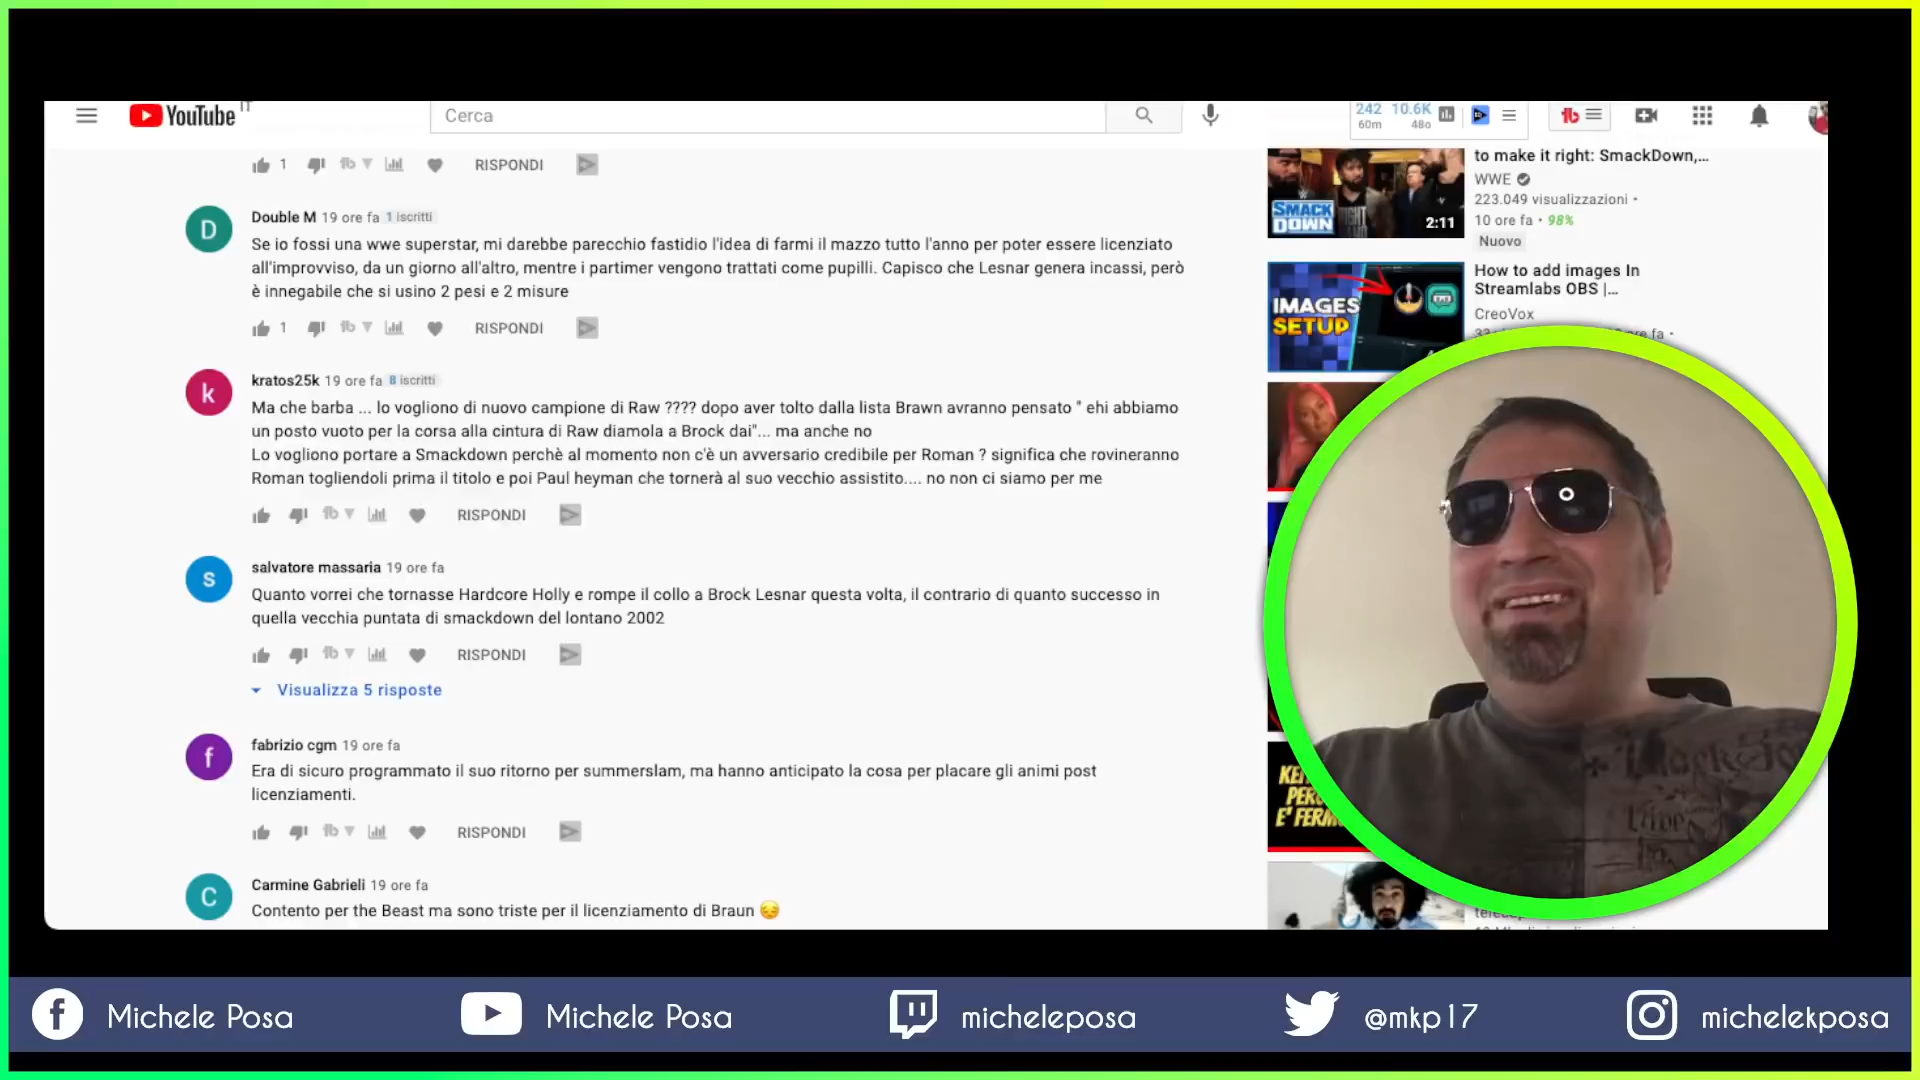 YouTube IT
Cerca
242 10.6K
60m 48o
1 RISPONDI
Double M 19 ore fa 1 iscritti
Se io fossi una wwe superstar, mi darebbe parecchio fastidio l'idea di farmi il mazzo tutto l'anno per poter essere licenziato
all'improvviso, da un giorno all'altro, mentre i partimer vengono trattati come pupilli. Capisco che Lesnar genera incassi, però
è innegabile che si usino 2 pesi e 2 misure
1 RISPONDI
kratos25k 19 ore fa 8 iscritti
Ma che barba ... lo vogliono di nuovo campione di Raw ???? dopo aver tolto dalla lista Brawn avranno pensato " ehi abbiamo
un posto vuoto per la corsa alla cintura di Raw diamola a Brock dai"... ma anche no
Lo vogliono portare a Smackdown perchè al momento non c'è un avversario credibile per Roman ? significa che rovineranno
Roman togliendoli prima il titolo e poi Paul heyman che tornerà al suo vecchio assistito.... no non ci siamo per me
RISPONDI
salvatore massaria 19 ore fa
Quanto vorrei che tornasse Hardcore Holly e rompe il collo a Brock Lesnar questa volta, il contrario di quanto successo in
quella vecchia puntata di smackdown del lontano 2002
RISPONDI
Visualizza 5 risposte
fabrizio cgm 19 ore fa
Era di sicuro programmato il suo ritorno per summerslam, ma hanno anticipato la cosa per placare gli animi post
licenziamenti.
RISPONDI
Carmine Gabrieli 19 ore fa
Contento per the Beast ma sono triste per il licenziamento di Braun 😔
to make it right: SmackDown,...
WWE
223.049 visualizzazioni •
10 ore fa • 98%
Nuovo
SMACK
DOWN
2:11
How to add images In
Streamlabs OBS |...
CreoVox
IMAGES
SETUP
Michele Posa
Michele Posa
micheleposa
@mkp17
michelekposa